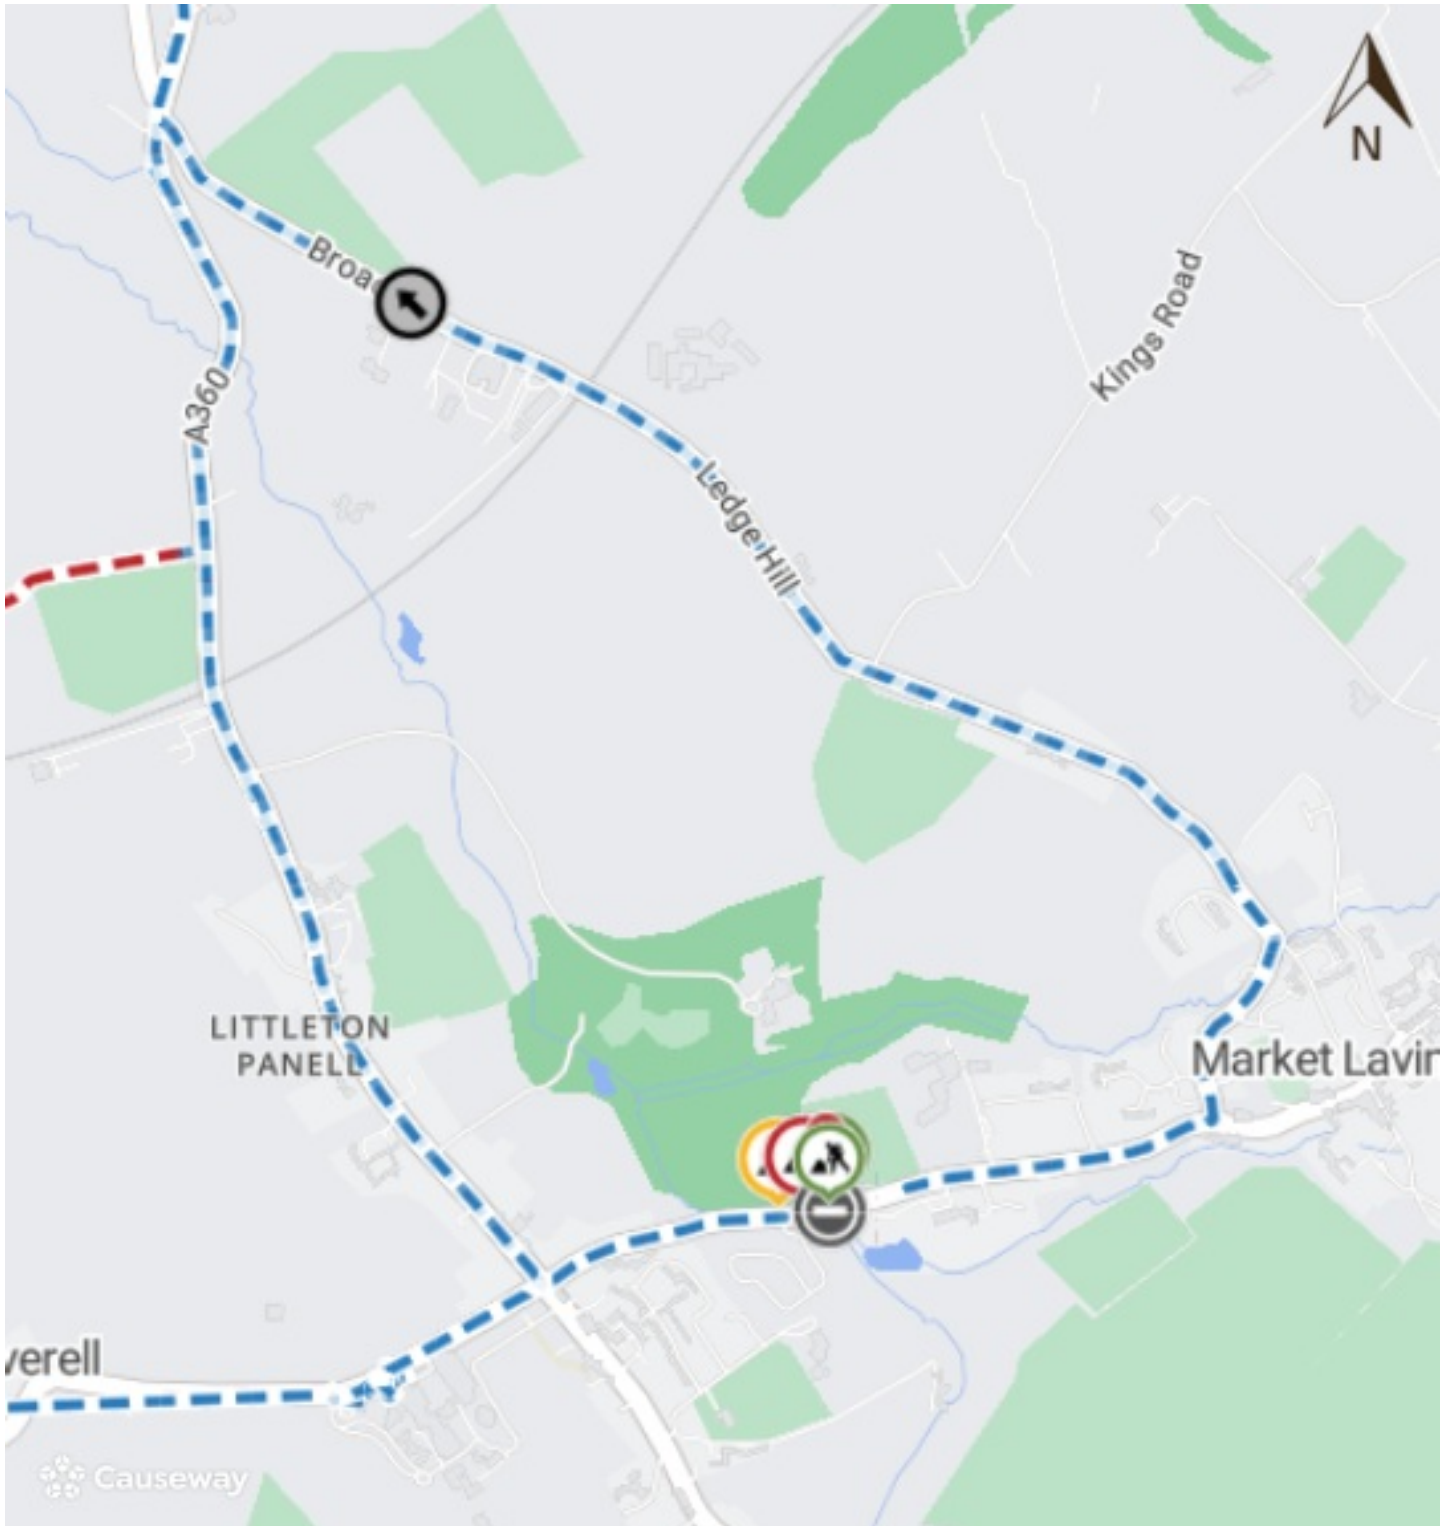 N
Broa
Kings Road
A360
Ledge Hill
LITTLETON
PANELL
Market Lavin
verell
Causeway